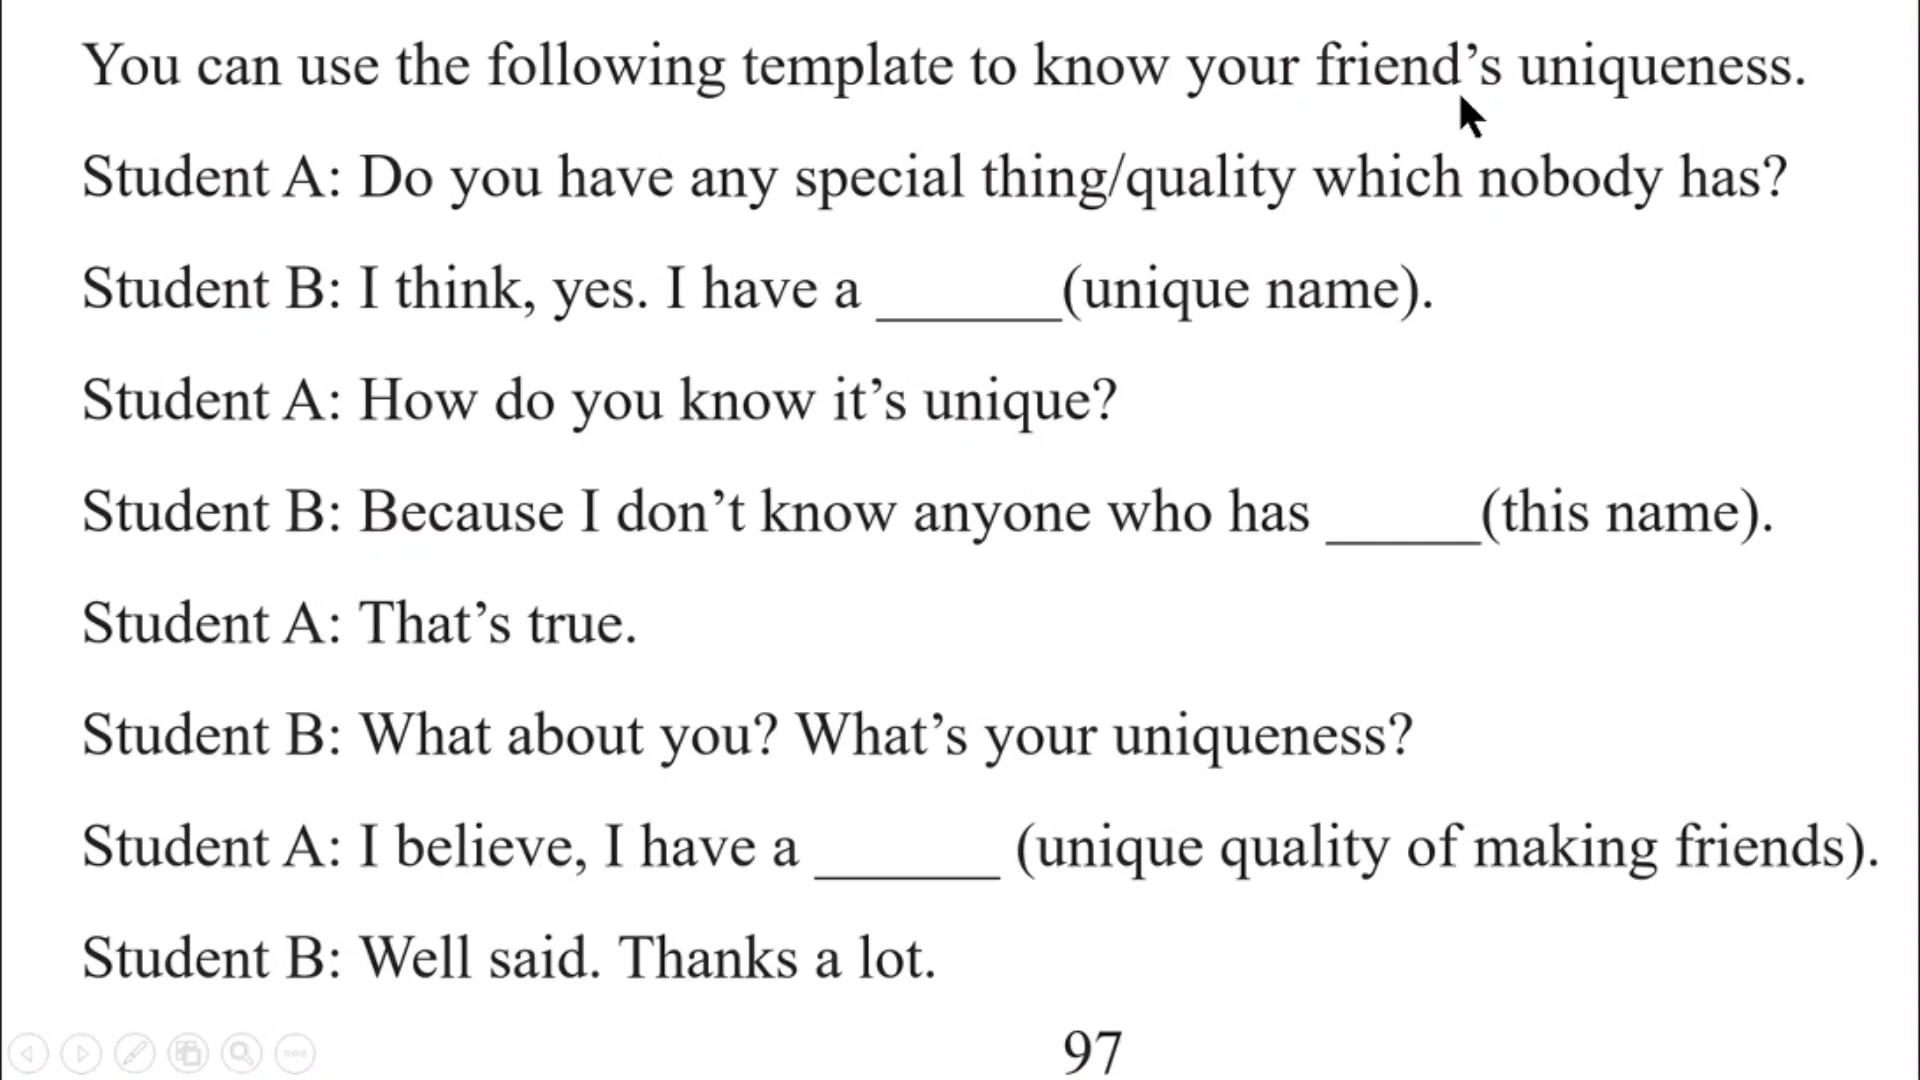 You can use the following template to know your friend’s uniqueness.
Student A: Do you have any special thing/quality which nobody has?
Student B: I think, yes. I have a ______(unique name).
Student A: How do you know it’s unique?
Student B: Because I don’t know anyone who has _____(this name).
Student A: That’s true.
Student B: What about you? What’s your uniqueness?
Student A: I believe, I have a ______ (unique quality of making friends).
Student B: Well said. Thanks a lot.
97